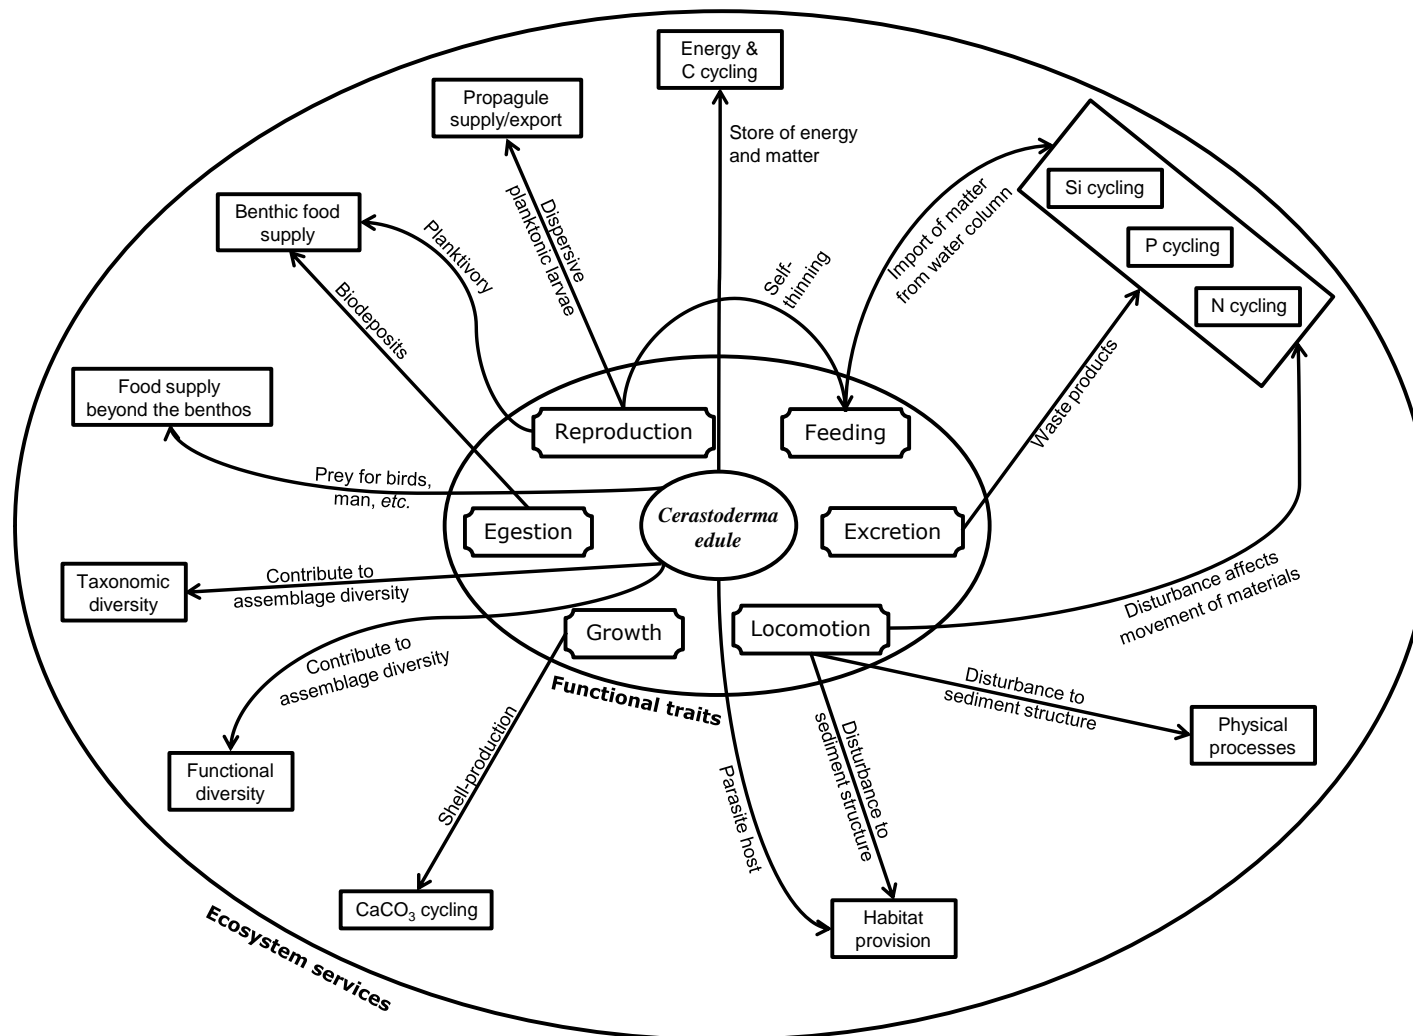 Energy &
C cycling
Propagule
supply/export
Store of energy
and matter
Import of matter
from water column
Si cycling
P cycling
N cycling
Benthic food
supply
Planktivory
Dispersive
planktonic larvae
Self-
thinning
Biodeposits
Waste products
Food supply
beyond the benthos
Reproduction
Feeding
Prey for birds,
man, etc.
Cerastoderma
edule
Egestion
Excretion
Taxonomic
diversity
Contribute to
assemblage diversity
Disturbance affects
movement of materials
Growth
Locomotion
Contribute to
assemblage diversity
Functional traits
Disturbance to
sediment structure
Physical
processes
Functional
diversity
Shell-production
Parasite host
Disturbance to
sediment structure
CaCO₃ cycling
Habitat
provision
Ecosystem services